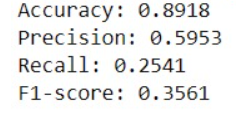 Accuracy: 0.8918
Precision: 0.5953
Recall: 0.2541
F1-score: 0.3561